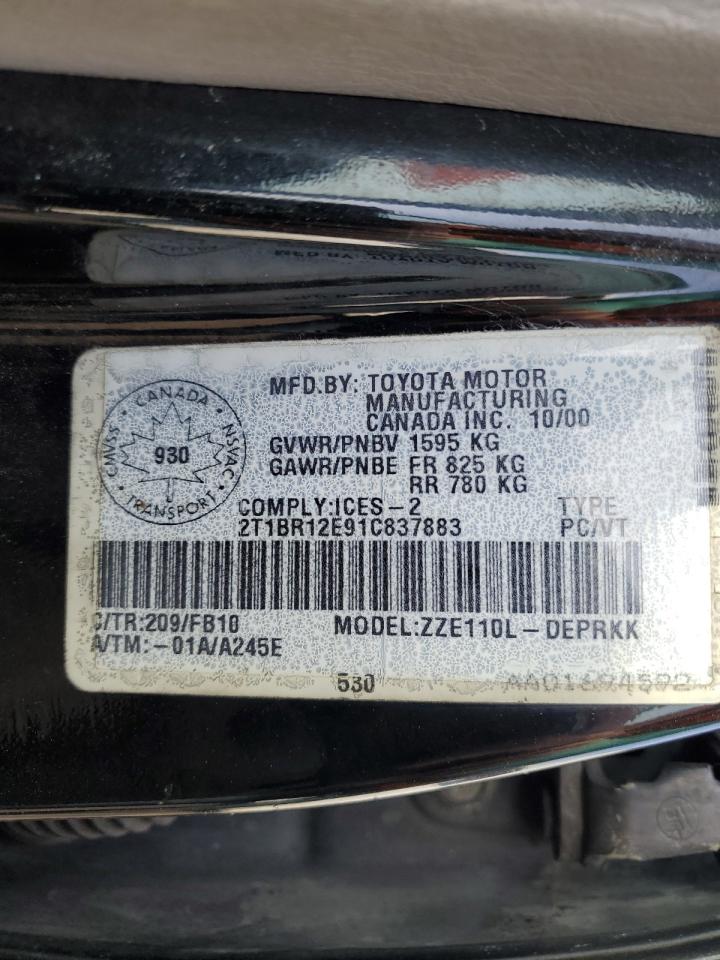 MFD.BY: TOYOTA MOTOR
MANUFACTURING
CANADA INC. 10/00
GVWR/PNBV 1595 KG
GAWR/PNBE FR 825 KG
RR 780 KG
CANADA
CMVSS
NSVAC
930
TRANSPORT
COMPLY:ICES-2
TYPE
2T1BR12E91C837883
PC/VT
C/TR:209/FB10
MODEL:ZZE110L-DEPRKK
A/TM:-01A/A245E
530